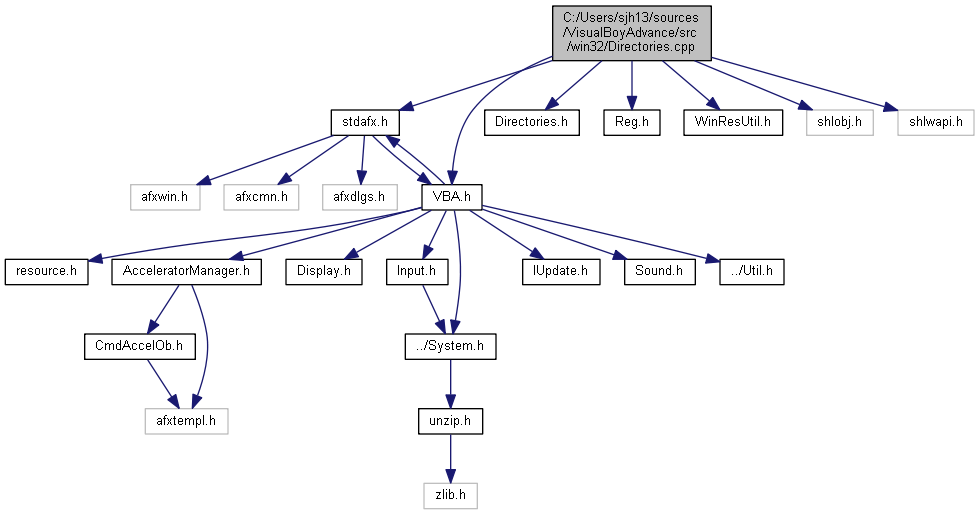 C:/Users/sjh13/sources
/VisualBoyAdvance/src
/win32/Directories.cpp
stdafx.h
Directories.h
Reg.h
WinResUtil.h
shlobj.h
shlwapi.h
afxwin.h
afxcmn.h
afxdlgs.h
VBA.h
resource.h
AcceleratorManager.h
Display.h
Input.h
IUpdate.h
Sound.h
../Util.h
CmdAccelOb.h
../System.h
afxtempl.h
unzip.h
zlib.h